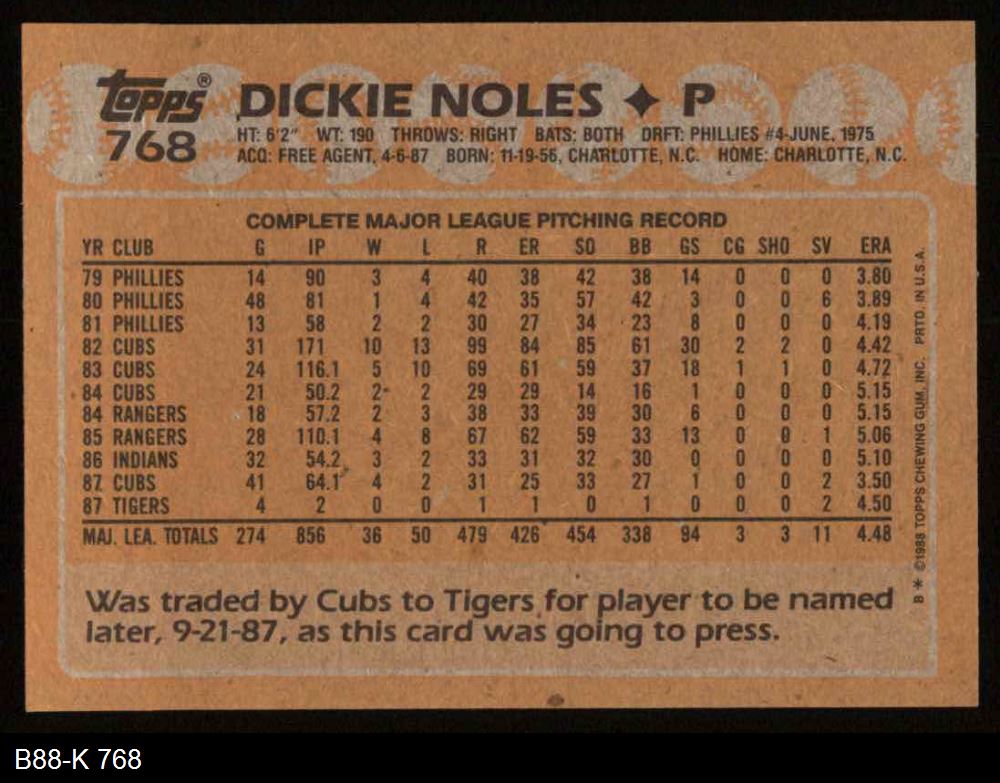 Topps® DICKIE NOLES ✦ P
768 HT: 6'2" WT: 190 THROWS: RIGHT BATS: BOTH DRFT: PHILLIES #4-JUNE, 1975
ACQ: FREE AGENT, 4-6-87 BORN: 11-19-56, CHARLOTTE, N.C. HOME: CHARLOTTE, N.C.
COMPLETE MAJOR LEAGUE PITCHING RECORD
YR CLUB G IP W L R ER SO BB GS CG SHO SV ERA
79 PHILLIES 14 90 3 4 40 38 42 38 14 0 0 0 3.80
80 PHILLIES 48 81 1 4 42 35 57 42 3 0 0 6 3.89
81 PHILLIES 13 58 2 2 30 27 34 23 8 0 0 0 4.19
82 CUBS 31 171 10 13 99 84 85 61 30 2 2 0 4.42
83 CUBS 24 116.1 5 10 69 61 59 37 18 1 1 0 4.72
84 CUBS 21 50.2 2 2 29 29 14 16 1 0 0 0 5.15
84 RANGERS 18 57.2 2 3 38 33 39 30 6 0 0 0 5.15
85 RANGERS 28 110.1 4 8 67 62 59 33 13 0 0 1 5.06
86 INDIANS 32 54.2 3 2 33 31 32 30 0 0 0 0 5.10
87 CUBS 41 64.1 4 2 31 25 33 27 1 0 0 2 3.50
87 TIGERS 4 2 0 0 1 1 0 1 0 0 0 2 4.50
MAJ. LEA. TOTALS 274 856 36 50 479 426 454 338 94 3 3 11 4.48
Was traded by Cubs to Tigers for player to be named
later, 9-21-87, as this card was going to press.
B * ©1988 TOPPS CHEWING GUM, INC. PRTD. IN U.S.A.
B88-K 768